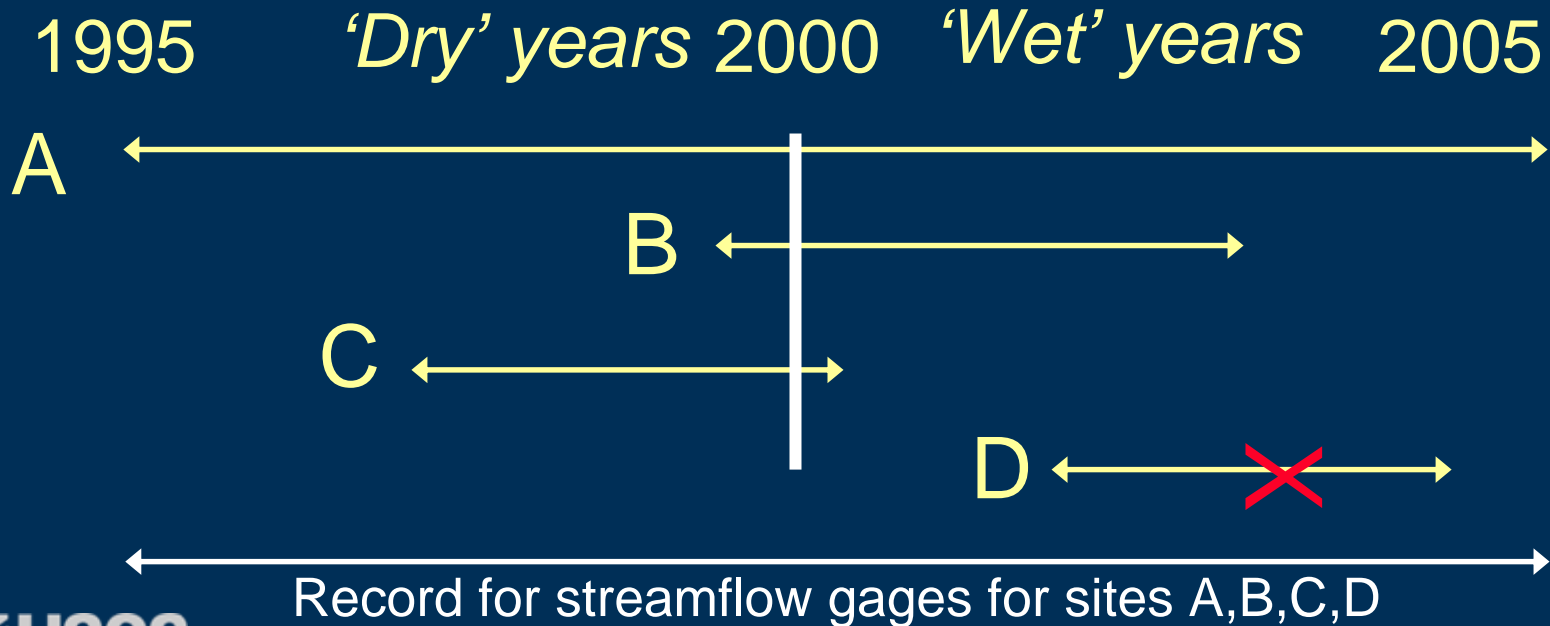 1995 ‘Dry’ years 2000 ‘Wet’ years 2005
A
B
C
D
Record for streamflow gages for sites A,B,C,D